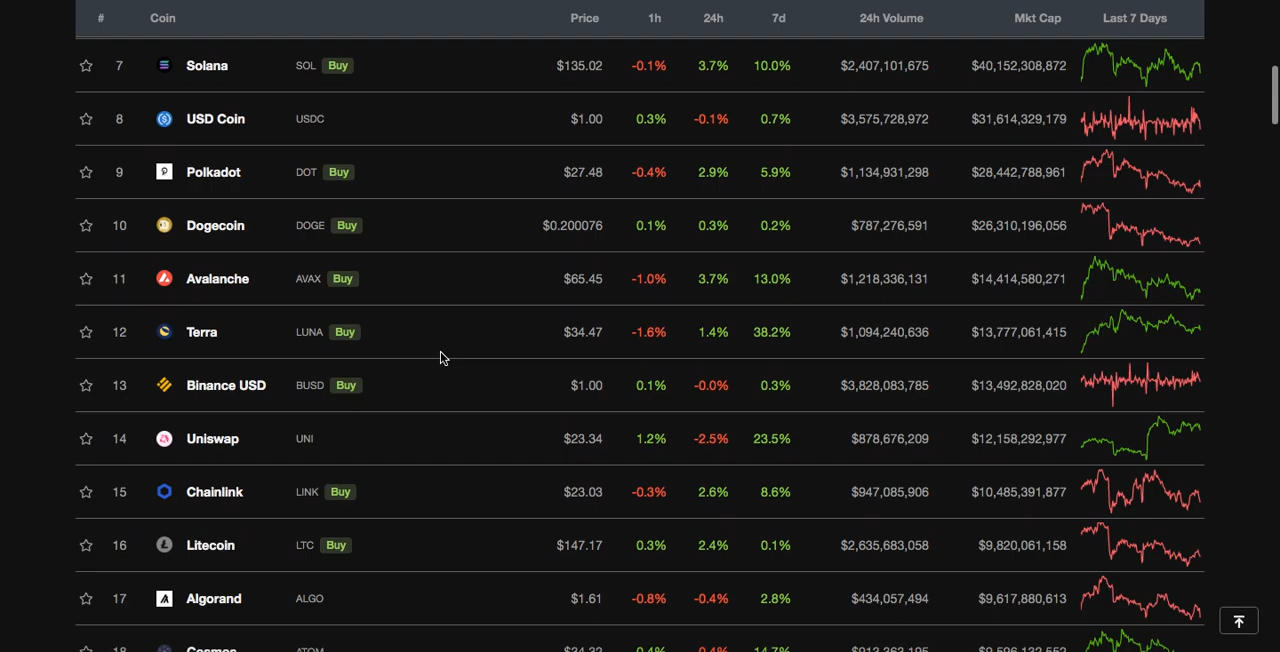 # Coin Price 1h 24h 7d 24h Volume Mkt Cap Last 7 Days
7 Solana SOL Buy $135.02 -0.1% 3.7% 10.0% $2,407,101,675 $40,152,308,872
8 USD Coin USDC $1.00 0.3% -0.1% 0.7% $3,575,728,972 $31,614,329,179
9 Polkadot DOT Buy $27.48 -0.4% 2.9% 5.9% $1,134,931,298 $28,442,788,961
10 Dogecoin DOGE Buy $0.200076 0.1% 0.3% 0.2% $787,276,591 $26,310,196,056
11 Avalanche AVAX Buy $65.45 -1.0% 3.7% 13.0% $1,218,336,131 $14,414,580,271
12 Terra LUNA Buy $34.47 -1.6% 1.4% 38.2% $1,094,240,636 $13,777,061,415
13 Binance USD BUSD Buy $1.00 0.1% -0.0% 0.3% $3,828,083,785 $13,492,828,020
14 Uniswap UNI $23.34 1.2% -2.5% 23.5% $878,676,209 $12,158,292,977
15 Chainlink LINK Buy $23.03 -0.3% 2.6% 8.6% $947,085,906 $10,485,391,877
16 Litecoin LTC Buy $147.17 0.3% 2.4% 0.1% $2,635,683,058 $9,820,061,158
17 Algorand ALGO $1.61 -0.8% -0.4% 2.8% $434,057,494 $9,617,880,613
18 Cosmos ATOM